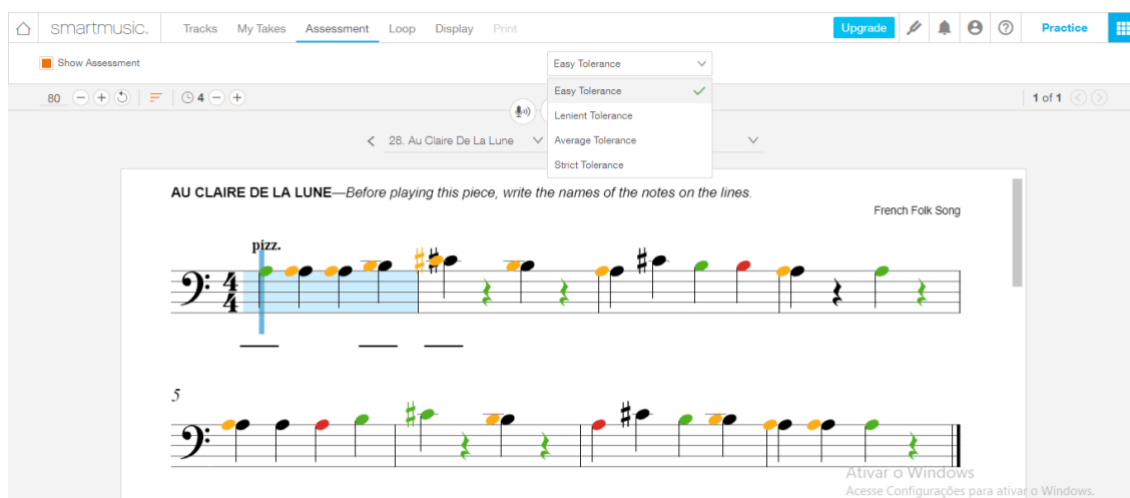 smartmusic. Tracks My Takes Assessment Loop Display Print Upgrade Practice
Show Assessment Easy Tolerance
80 4 Easy Tolerance 1 of 1
Lenient Tolerance
28. Au Claire De La Lune Average Tolerance
Strict Tolerance
AU CLAIRE DE LA LUNE—Before playing this piece, write the names of the notes on the lines.
French Folk Song
pizz.
4
4
5
Ativar o Windows
Acesse Configurações para ativar o Windows.